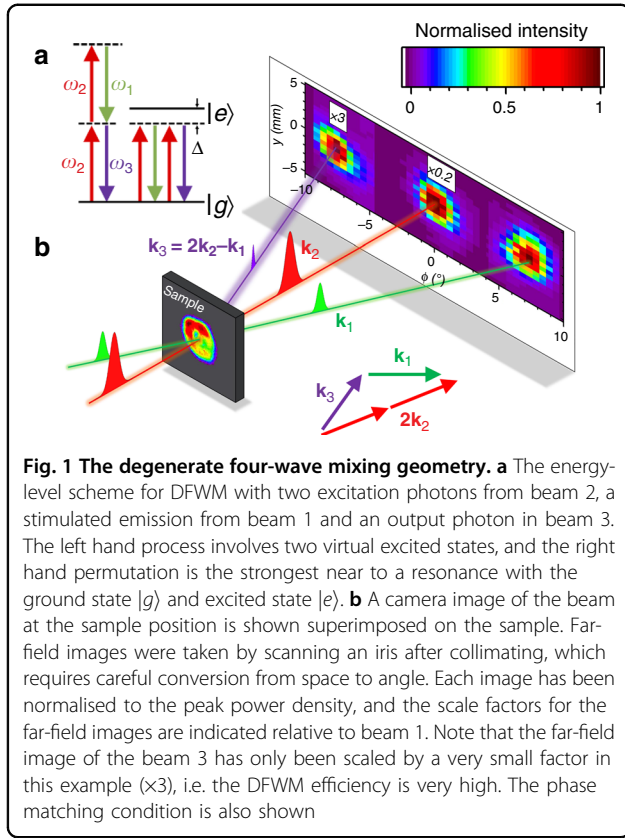 Normalised intensity
0 0.5 1
a
ω2 ω1
|e⟩
ω2 ω3 Δ
|g⟩
y (mm)
5
0
−5
×3
×0.2
−10
−5
0
ϕ (°)
5
10
b
k3 = 2k2–k1
k2
Sample
k1
k1
k3
2k2
Fig. 1 The degenerate four-wave mixing geometry. a The energy-
level scheme for DFWM with two excitation photons from beam 2, a
stimulated emission from beam 1 and an output photon in beam 3.
The left hand process involves two virtual excited states, and the right
hand permutation is the strongest near to a resonance with the
ground state |g⟩ and excited state |e⟩. b A camera image of the beam
at the sample position is shown superimposed on the sample. Far-
field images were taken by scanning an iris after collimating, which
requires careful conversion from space to angle. Each image has been
normalised to the peak power density, and the scale factors for the
far-field images are indicated relative to beam 1. Note that the far-field
image of the beam 3 has only been scaled by a very small factor in
this example (×3), i.e. the DFWM efficiency is very high. The phase
matching condition is also shown